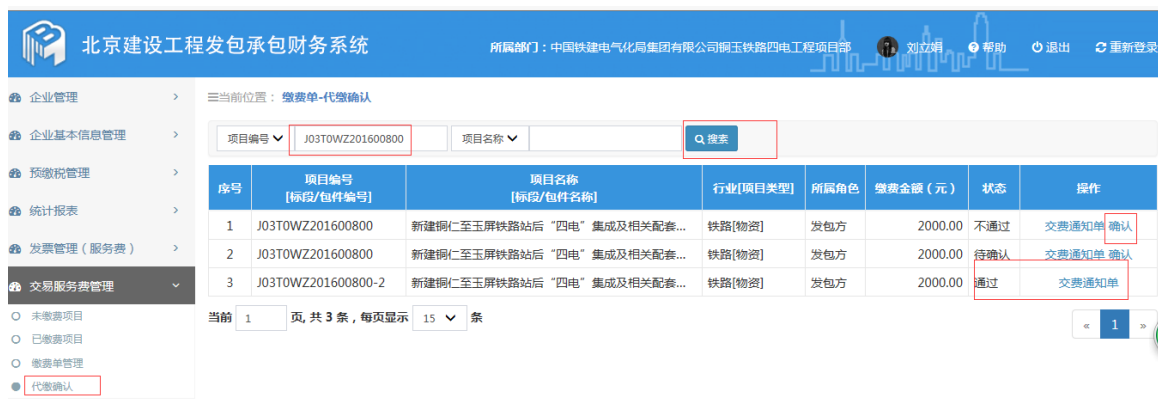 北京建设工程发包承包财务系统
所属部门：中国铁建电气化局集团有限公司铜玉铁路四电工程项目部 刘立娟 帮助 退出 重新登录
企业管理
企业基本信息管理
预缴税管理
统计报表
发票管理（服务费）
交易服务费管理
未缴费项目
已缴费项目
缴费单管理
代缴确认
当前位置： 缴费单-代缴确认
项目编号 J03T0WZ201600800 项目名称 搜索
序号 项目编号 [标段/包件编号] 项目名称 [标段/包件名称] 行业[项目类型] 所属角色 缴费金额（元） 状态 操作
1 J03T0WZ201600800 新建铜仁至玉屏铁路站后“四电”集成及相关配套... 铁路[物资] 发包方 2000.00 不通过 交费通知单 确认
2 J03T0WZ201600800 新建铜仁至玉屏铁路站后“四电”集成及相关配套... 铁路[物资] 发包方 2000.00 待确认 交费通知单 确认
3 J03T0WZ201600800-2 新建铜仁至玉屏铁路站后“四电”集成及相关配套... 铁路[物资] 发包方 2000.00 通过 交费通知单
当前 1 页, 共 3 条，每页显示 15 条
« 1 »